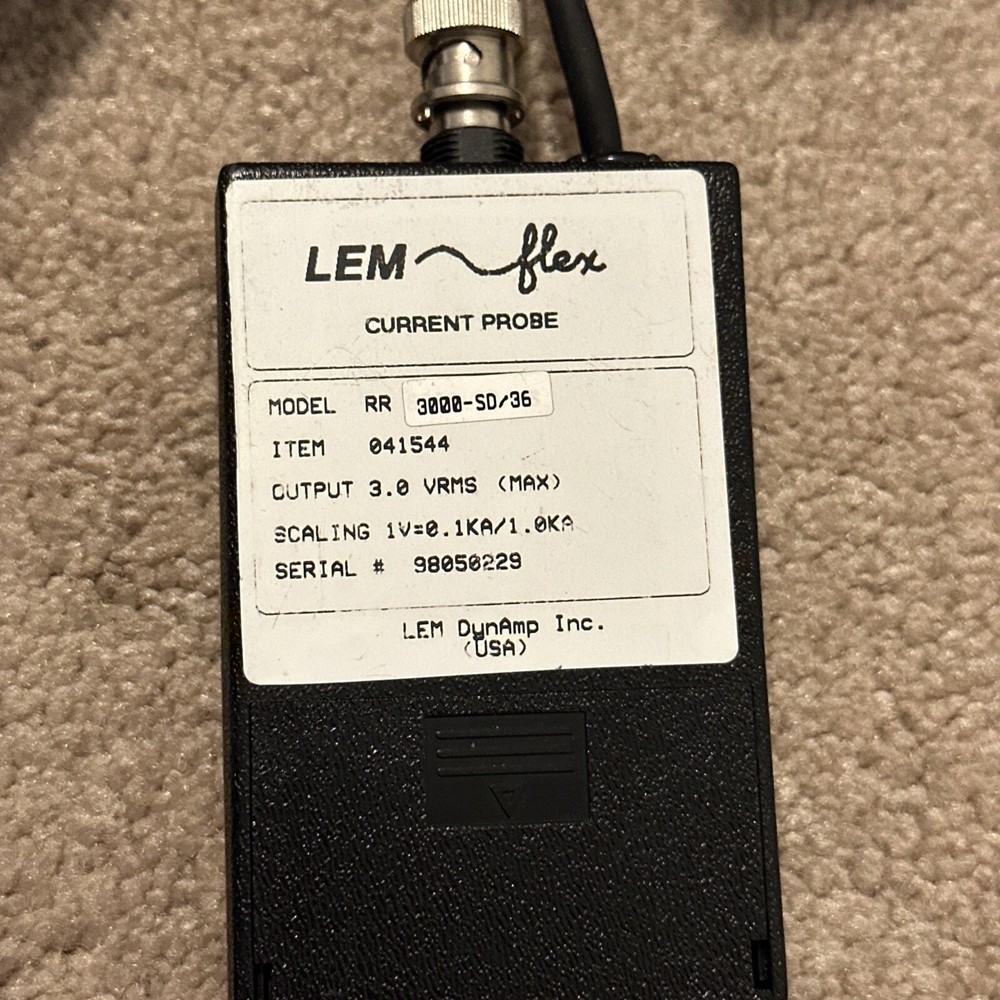 LEM flex
CURRENT PROBE
MODEL RR 3000-SD/36
ITEM 041544
OUTPUT 3.0 VRMS (MAX)
SCALING 1V=0.1KA/1.0KA
SERIAL # 98050229
LEM DynAmp Inc.
(USA)